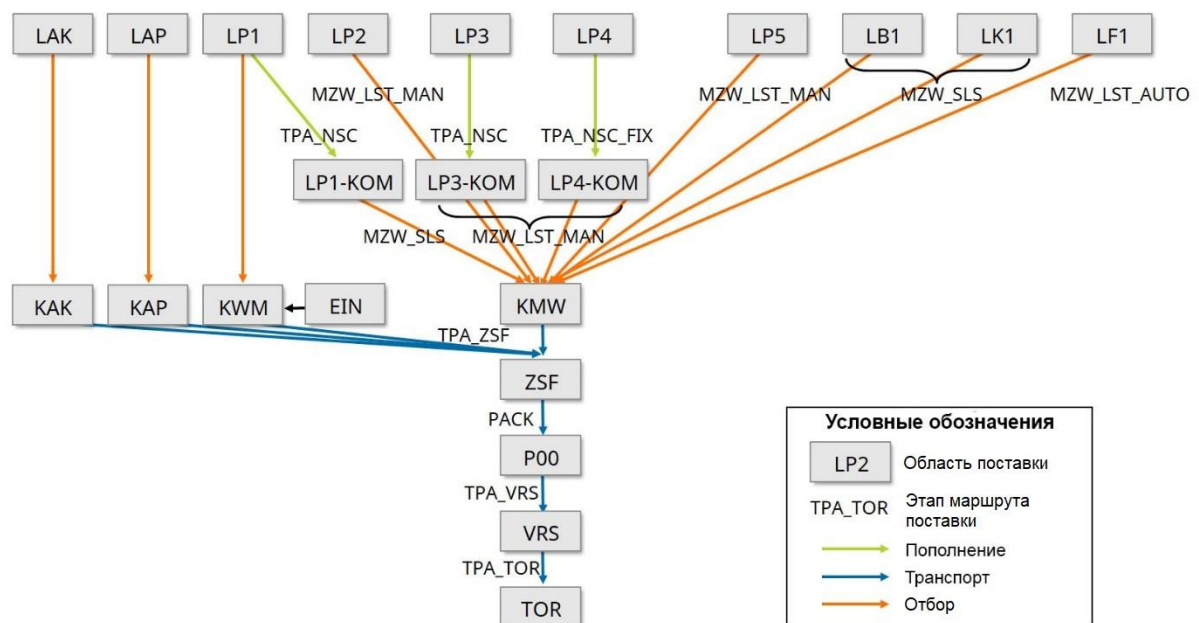 LAK LAP LP1 LP2 LP3 LP4 LP5 LB1 LK1 LF1
MZW_LST_MAN MZW_LST_MAN MZW_SLS MZW_LST_AUTO
TPA_NSC TPA_NSC TPA_NSC_FIX
LP1-KOM LP3-KOM LP4-KOM
MZW_SLS MZW_LST_MAN
KAK KAP KWM EIN KMW
TPA_ZSF
ZSF
PACK
P00
TPA_VRS
VRS
TPA_TOR
TOR
Условные обозначения
LP2 Область поставки
TPA_TOR Этап маршрута
поставки
Пополнение
Транспорт
Отбор